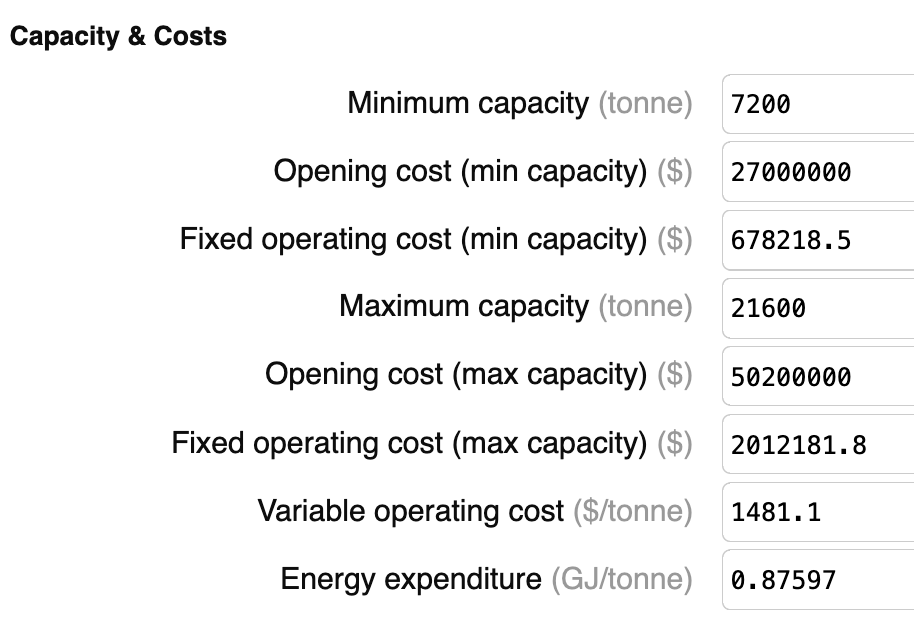 Capacity & Costs
Minimum capacity (tonne) 7200
Opening cost (min capacity) ($) 27000000
Fixed operating cost (min capacity) ($) 678218.5
Maximum capacity (tonne) 21600
Opening cost (max capacity) ($) 50200000
Fixed operating cost (max capacity) ($) 2012181.8
Variable operating cost ($/tonne) 1481.1
Energy expenditure (GJ/tonne) 0.87597